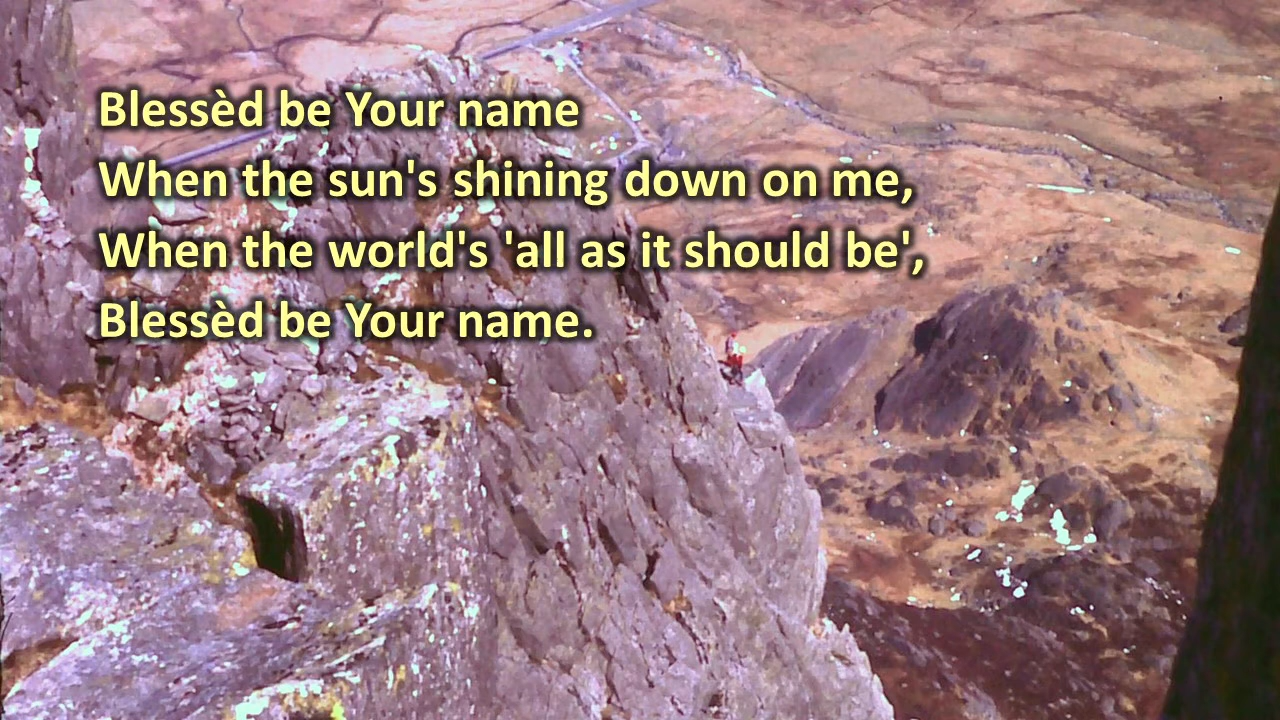 Blessèd be Your name
When the sun's shining down on me,
When the world's 'all as it should be',
Blessèd be Your name.